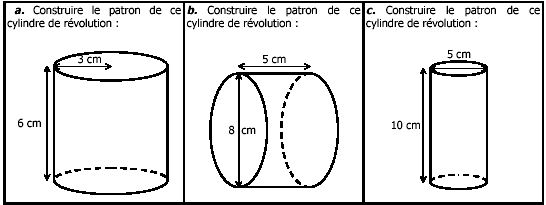 a. Construire le patron de ce
cylindre de révolution :
3 cm
6 cm
b. Construire le patron de ce
cylindre de révolution :
5 cm
8 cm
c. Construire le patron de ce
cylindre de révolution :
5 cm
10 cm